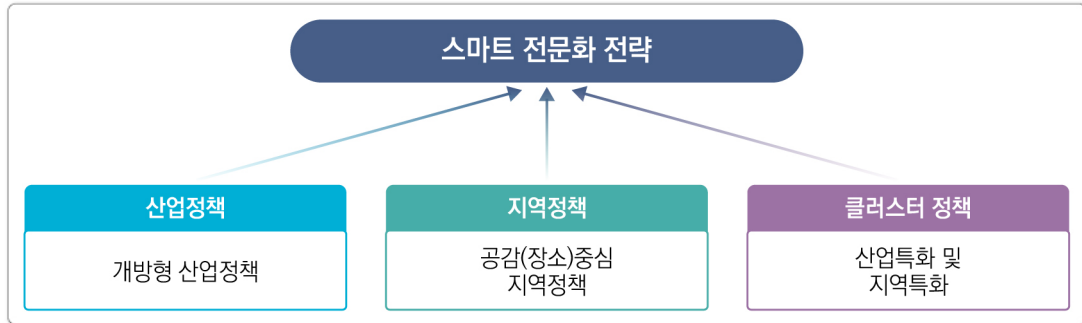 스마트 전문화 전략
산업정책
지역정책
클러스터 정책
개방형 산업정책
공감(장소)중심
지역정책
산업특화 및
지역특화